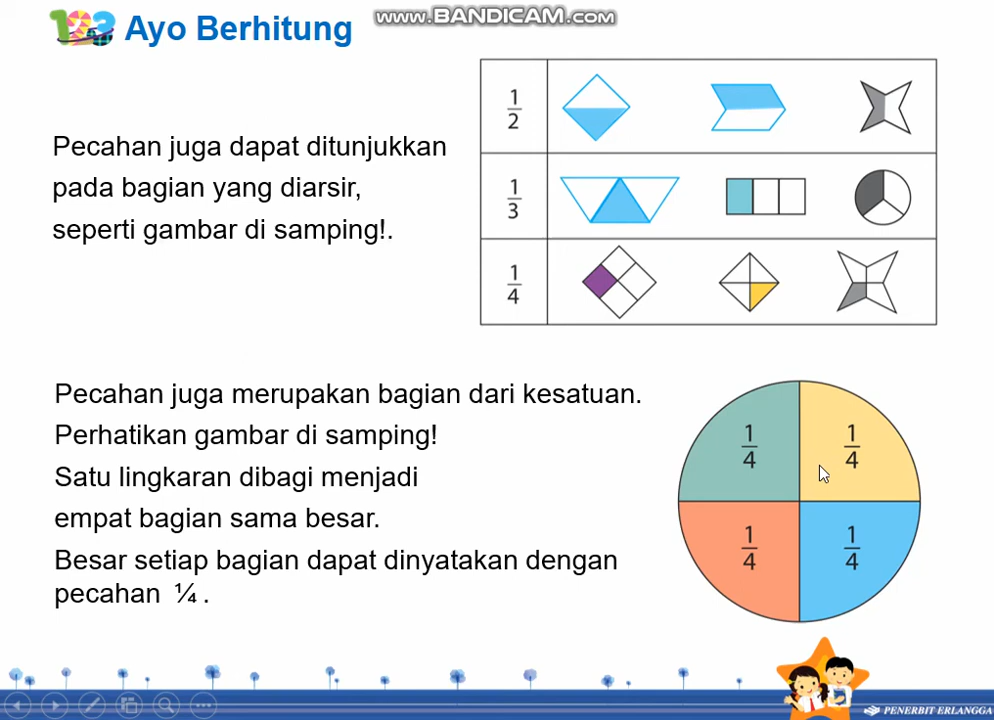 www.BANDICAM.com
123 Ayo Berhitung
Pecahan juga dapat ditunjukkan
pada bagian yang diarsir,
seperti gambar di samping!.
1/2
1/3
1/4
Pecahan juga merupakan bagian dari kesatuan.
Perhatikan gambar di samping!
Satu lingkaran dibagi menjadi
empat bagian sama besar.
Besar setiap bagian dapat dinyatakan dengan
pecahan ¼ .
1/4 1/4
1/4 1/4
PENERBIT ERLANGGA